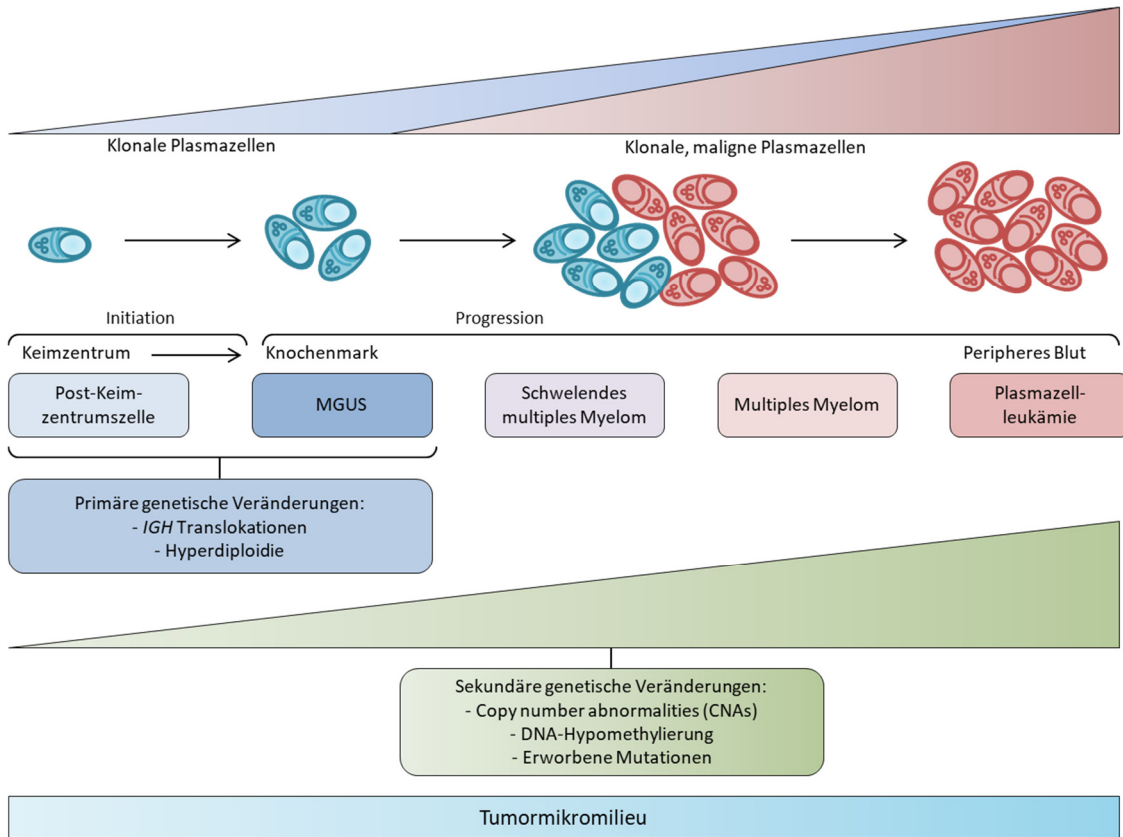 Klonale Plasmazellen
Klonale, maligne Plasmazellen
Initiation
Progression
Keimzentrum
Knochenmark
Peripheres Blut
Post-Keim-
zentrumszelle
MGUS
Schwelendes
multiples Myelom
Multiples Myelom
Plasmazell-
leukämie
Primäre genetische Veränderungen:
- IGH Translokationen
- Hyperdiploidie
Sekundäre genetische Veränderungen:
- Copy number abnormalities (CNAs)
- DNA-Hypomethylierung
- Erworbene Mutationen
Tumormikromilieu